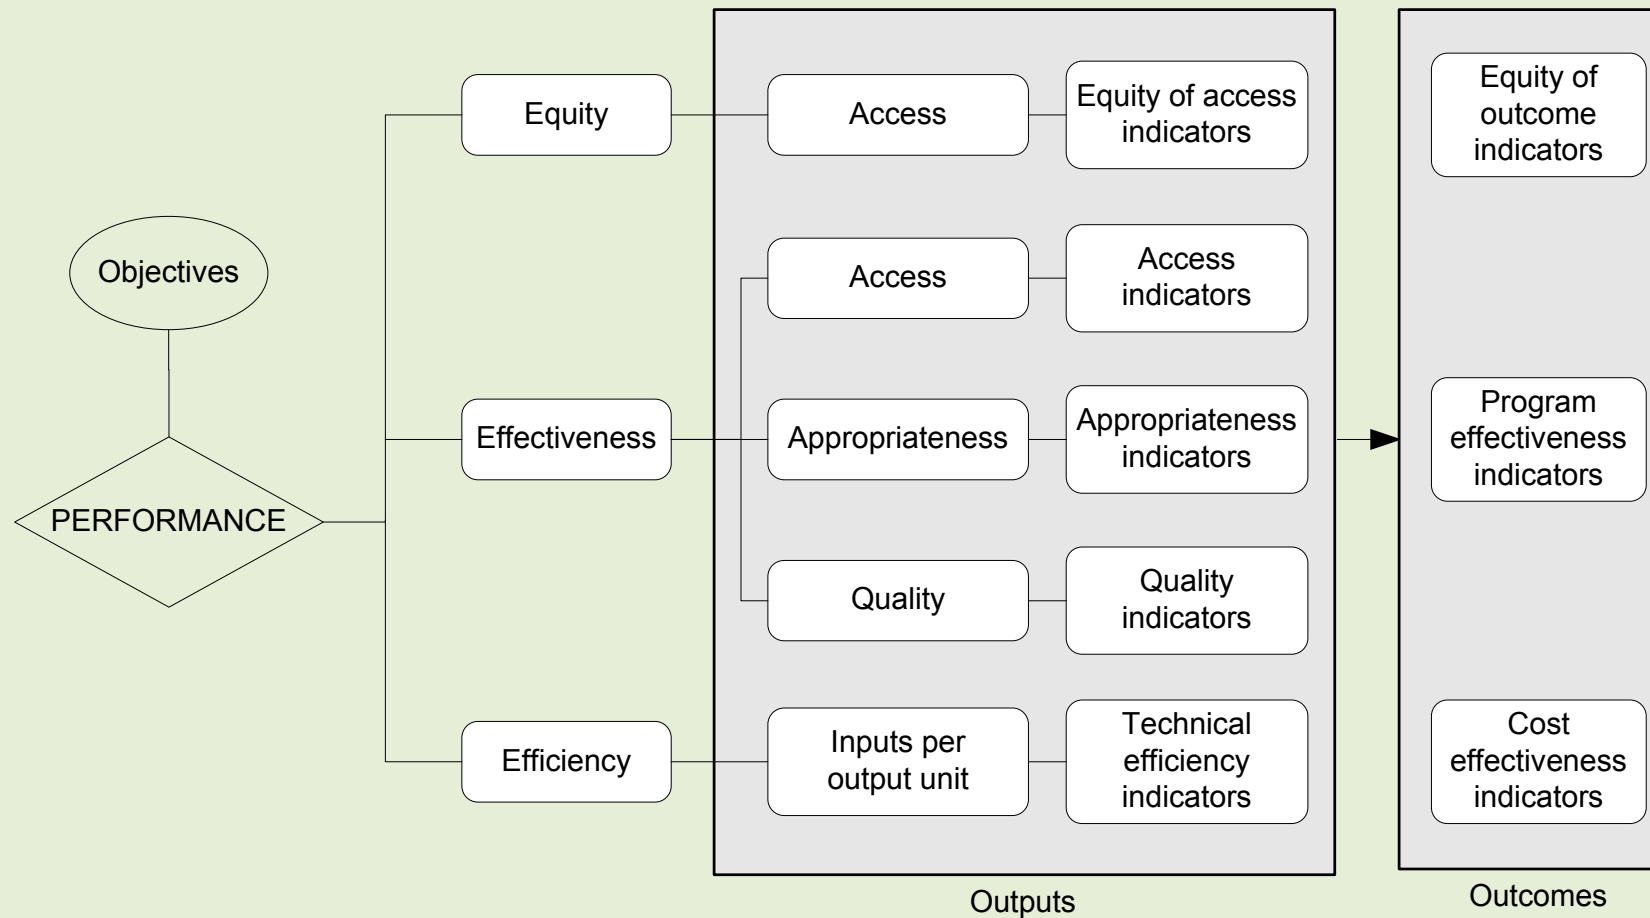 Objectives
PERFORMANCE
Equity
Effectiveness
Efficiency
Access
Equity of access
indicators
Access
Access
indicators
Appropriateness
Appropriateness
indicators
Quality
Quality
indicators
Inputs per
output unit
Technical
efficiency
indicators
Outputs
Equity of
outcome
indicators
Program
effectiveness
indicators
Cost
effectiveness
indicators
Outcomes